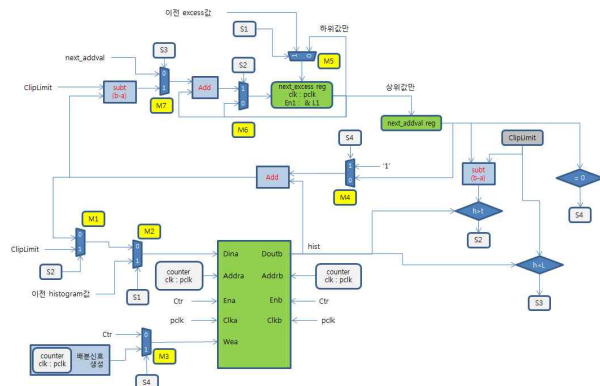 이전 excess값
S1
하위값만
next_addval
S3
1 0
M5
ClipLimit
subt
(b-a)
0
1
M7
Add
S2
1
0
M6
next_excess reg
clk : pclk
En1 : & L1
상위값만
next_addval reg
S4
1
0
'1'
M4
Add
ClipLimit
subt
(b-a)
= 0
S4
h>t
S2
h<L
S3
M1
0
1
ClipLimit
S2
M2
0
1
이전 histogram값
S1
hist
Dina
Doutb
Addra
Addrb
Ena
Enb
Clka
Clkb
Wea
counter
clk : pclk
counter
clk : pclk
Ctr
Ctr
pclk
pclk
Ctr
0
1
M3
counter
clk : pclk
배분신호
생성
S4